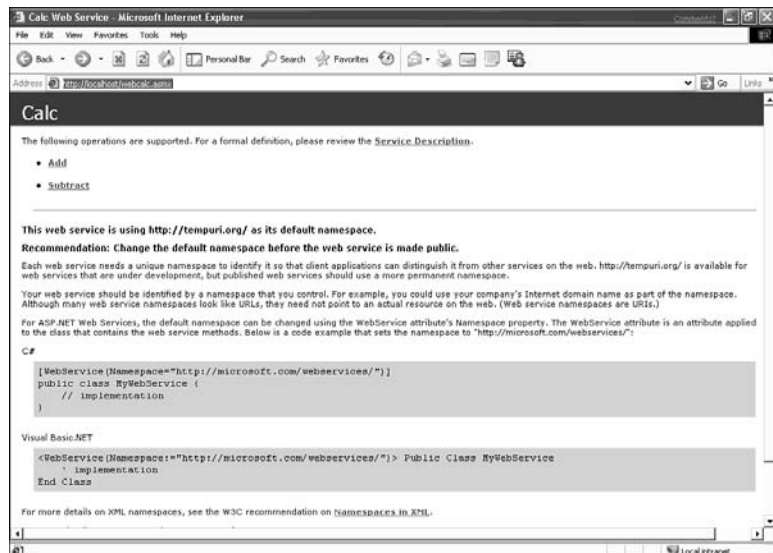 Calc Web Service - Microsoft Internet Explorer
Comments?
File Edit View Favorites Tools Help
Back Personal Bar Search Favorites
Address http://localhost/webcalc.asmx Go Links
Calc
The following operations are supported. For a formal definition, please review the Service Description.
• Add
• Subtract
This web service is using http://tempuri.org/ as its default namespace.
Recommendation: Change the default namespace before the web service is made public.
Each web service needs a unique namespace to identify it so that client applications can distinguish it from other services on the web. http://tempuri.org/ is available for
web services that are under development, but published web services should use a more permanent namespace.
Your web service should be identified by a namespace that you control. For example, you could use your company's Internet domain name as part of the namespace.
Although many web service namespaces look like URLs, they need not point to an actual resource on the web. (Web service namespaces are URIs.)
For ASP.NET Web Services, the default namespace can be changed using the WebService attribute's Namespace property. The WebService attribute is an attribute applied
to the class that contains the web service methods. Below is a code example that sets the namespace to "http://microsoft.com/webservices/":
C#
[WebService(Namespace="http://microsoft.com/webservices/")]
public class MyWebService {
// implementation
}
Visual Basic.NET
<WebService(Namespace:="http://microsoft.com/webservices/")> Public Class MyWebService
' implementation
End Class
For more details on XML namespaces, see the W3C recommendation on Namespaces in XML.
Local intranet